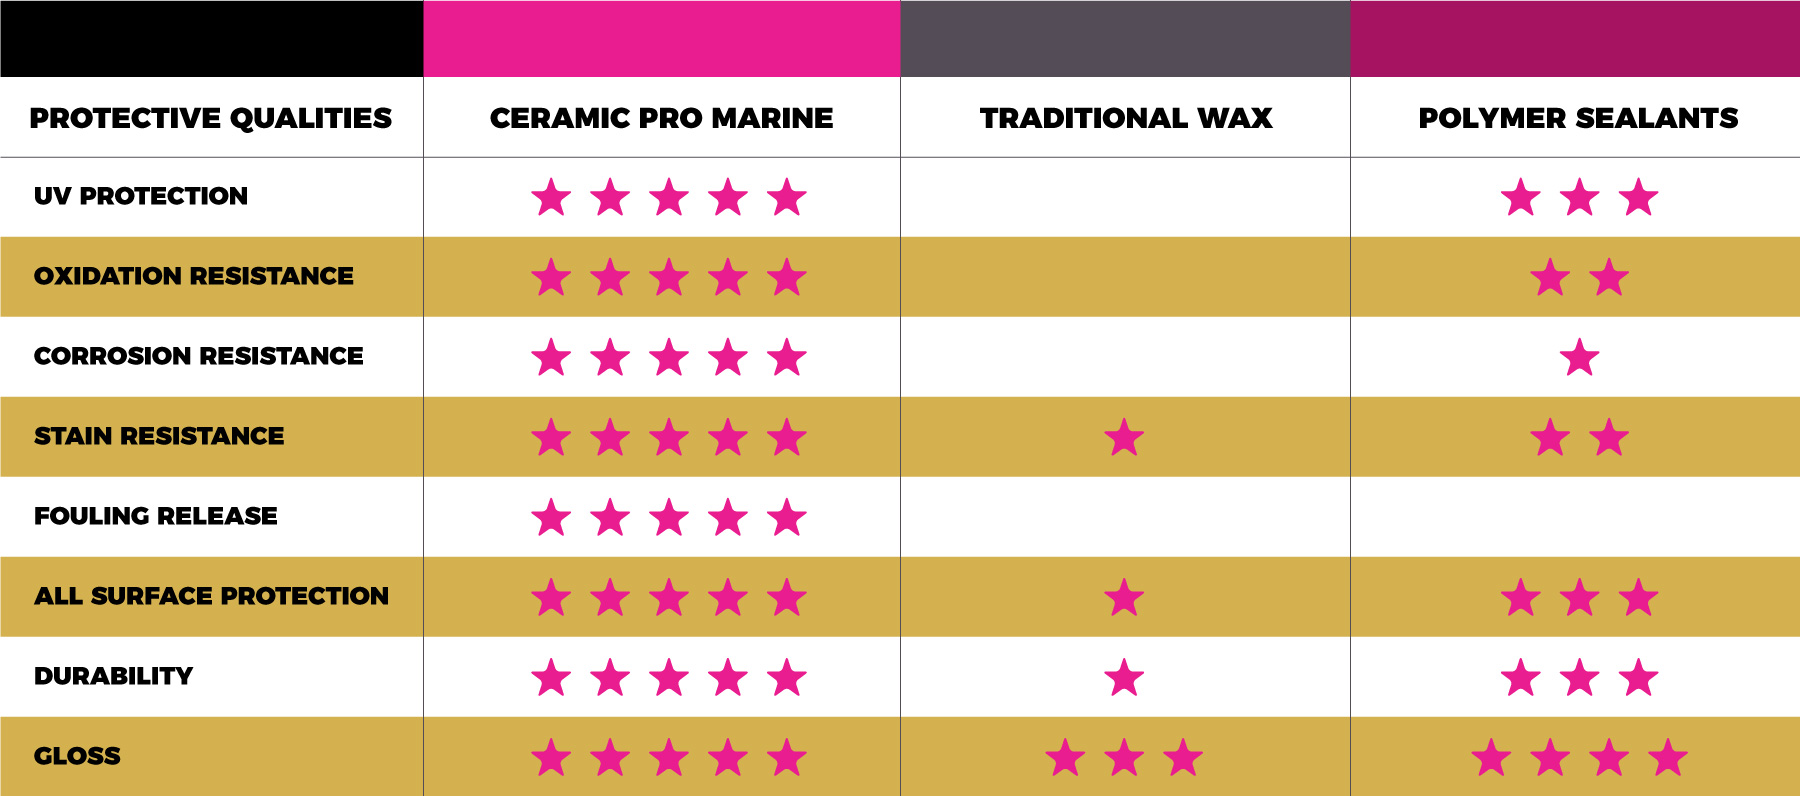 PROTECTIVE QUALITIES CERAMIC PRO MARINE TRADITIONAL WAX POLYMER SEALANTS
UV PROTECTION
OXIDATION RESISTANCE
CORROSION RESISTANCE
STAIN RESISTANCE
FOULING RELEASE
ALL SURFACE PROTECTION
DURABILITY
GLOSS